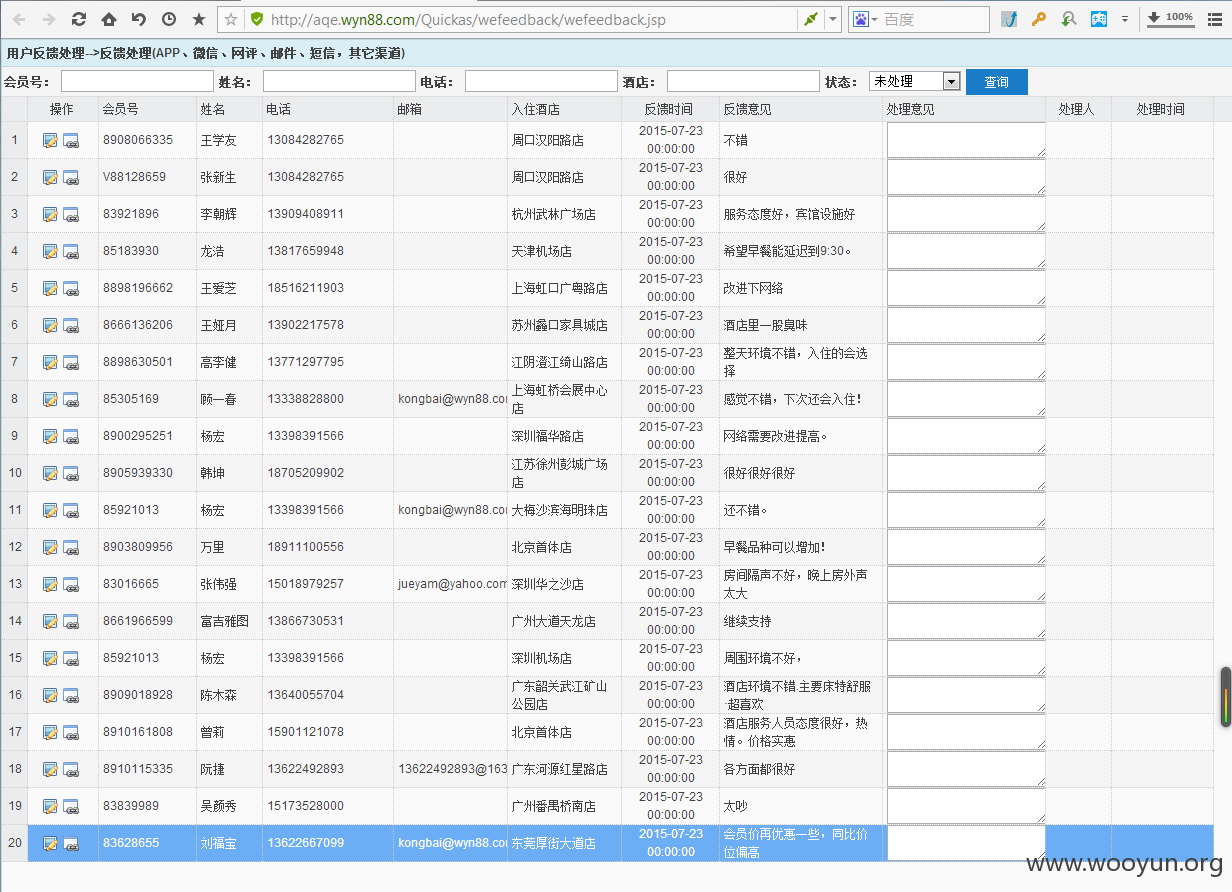 http://aqe.wyn88.com/Quickas/wefeedback/wefeedback.jsp 百度 100%
用户反馈处理-->反馈处理(APP、微信、网评、邮件、短信，其它渠道)
会员号： 姓名： 电话： 酒店： 状态： 未处理 查询
操作 会员号 姓名 电话 邮箱 入住酒店 反馈时间 反馈意见 处理意见 处理人 处理时间
1 8908066335 王学友 13084282765 周口汉阳路店 2015-07-23 00:00:00 不错
2 V88128659 张新生 13084282765 周口汉阳路店 2015-07-23 00:00:00 很好
3 83921896 李朝辉 13909408911 杭州武林广场店 2015-07-23 00:00:00 服务态度好，宾馆设施好
4 85183930 龙浩 13817659948 天津机场店 2015-07-23 00:00:00 希望早餐能延迟到9:30。
5 8898196662 王爱芝 18516211903 上海虹口广粤路店 2015-07-23 00:00:00 改进下网络
6 8666136206 王娅月 13902217578 苏州蠡口家具城店 2015-07-23 00:00:00 酒店里一股臭味
7 8898630501 高李健 13771297795 江阴澄江绮山路店 2015-07-23 00:00:00 整天环境不错，入住的会选择
8 85305169 顾一春 13338828800 kongbai@wyn88.co 上海虹桥会展中心店 2015-07-23 00:00:00 感觉不错，下次还会入住！
9 8900295251 杨宏 13398391566 深圳福华路店 2015-07-23 00:00:00 网络需要改进提高。
10 8905939330 韩坤 18705209902 江苏徐州彭城广场店 2015-07-23 00:00:00 很好很好很好
11 85921013 杨宏 13398391566 kongbai@wyn88.co 大梅沙滨海明珠店 2015-07-23 00:00:00 还不错。
12 8903809956 万里 18911100556 北京首体店 2015-07-23 00:00:00 早餐品种可以增加！
13 83016665 张伟强 15018979257 jueyam@yahoo.com 深圳华之沙店 2015-07-23 00:00:00 房间隔声不好，晚上房外声太大
14 8661966599 富吉雅图 13866730531 广州大道天龙店 2015-07-23 00:00:00 继续支持
15 85921013 杨宏 13398391566 深圳机场店 2015-07-23 00:00:00 周围环境不好，
16 8909018928 陈木森 13640055704 广东韶关武江矿山公园店 2015-07-23 00:00:00 酒店环境不错.主要床特舒服·超喜欢
17 8910161808 曾莉 15901121078 北京首体店 2015-07-23 00:00:00 酒店服务人员态度很好，热情。价格实惠
18 8910115335 阮捷 13622492893 13622492893@163 广东河源红星路店 2015-07-23 00:00:00 各方面都很好
19 83839989 吴颜秀 15173528000 广州番禺桥南店 2015-07-23 00:00:00 太吵
20 83628655 刘福宝 13622667099 kongbai@wyn88.co 东莞厚街大道店 2015-07-23 00:00:00 会员价再优惠一些，同比价位偏高
www.wooyun.org